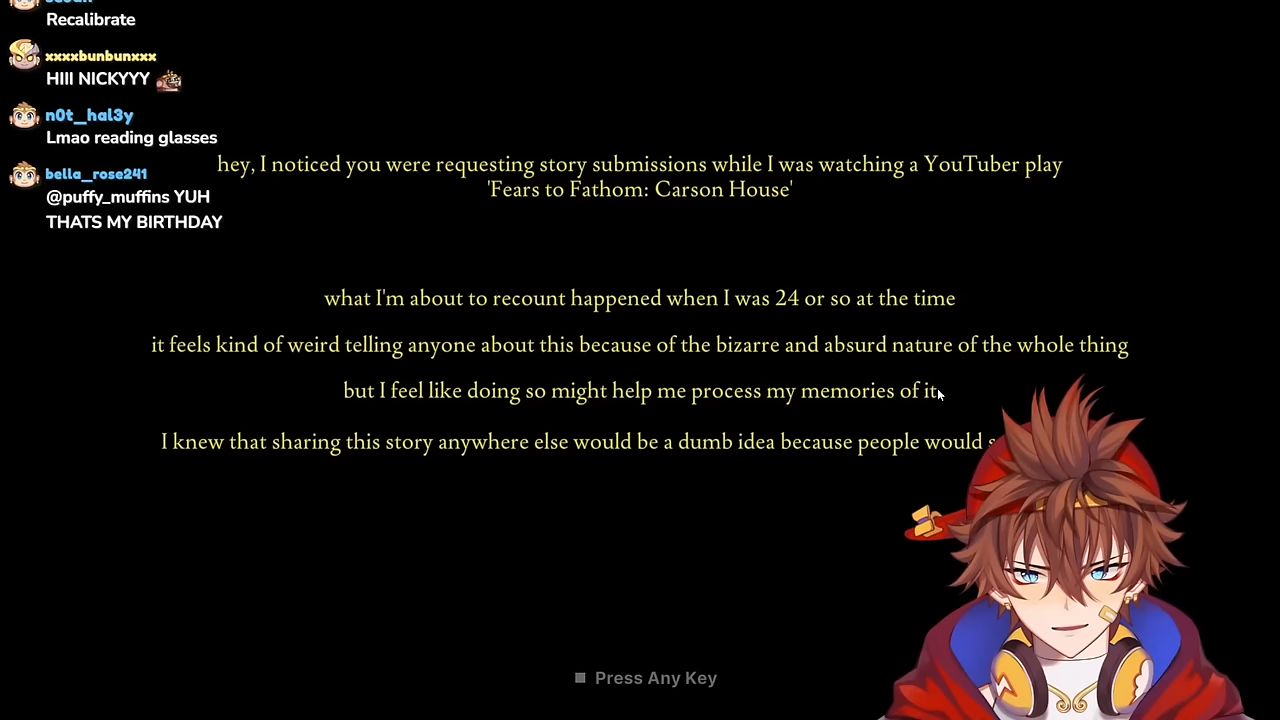 Recalibrate
xxxxbunbunxxx
HIII NICKYYY
n0t_hal3y
Lmao reading glasses
bella_rose241
@puffy_muffins YUH
THATS MY BIRTHDAY
hey, I noticed you were requesting story submissions while I was watching a YouTuber play
'Fears to Fathom: Carson House'
what I'm about to recount happened when I was 24 or so at the time
it feels kind of weird telling anyone about this because of the bizarre and absurd nature of the whole thing
but I feel like doing so might help me process my memories of it
I knew that sharing this story anywhere else would be a dumb idea because people would
Press Any Key